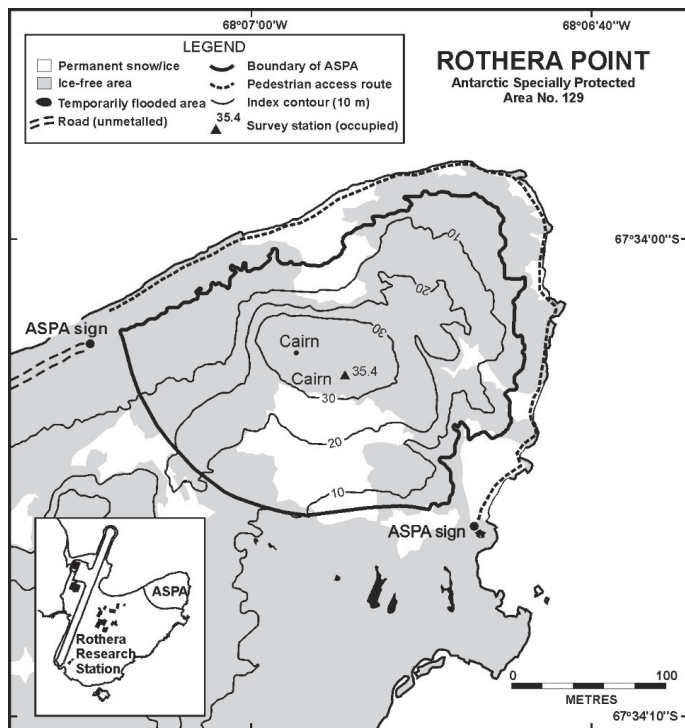 68°07'00"W
68°06'40"W
LEGEND
Permanent snow/ice
Ice-free area
Temporarily flooded area
Road (unmetalled)
Boundary of ASPA
Pedestrian access route
Index contour (10 m)
35.4
Survey station (occupied)
ROTHERA POINT
Antarctic Specially Protected
Area No. 129
67°34'00"S
10
20
30
ASPA sign
Cairn
Cairn
35.4
30
20
10
ASPA sign
ASPA
Rothera
Research
Station
0
100
METRES
67°34'10"S